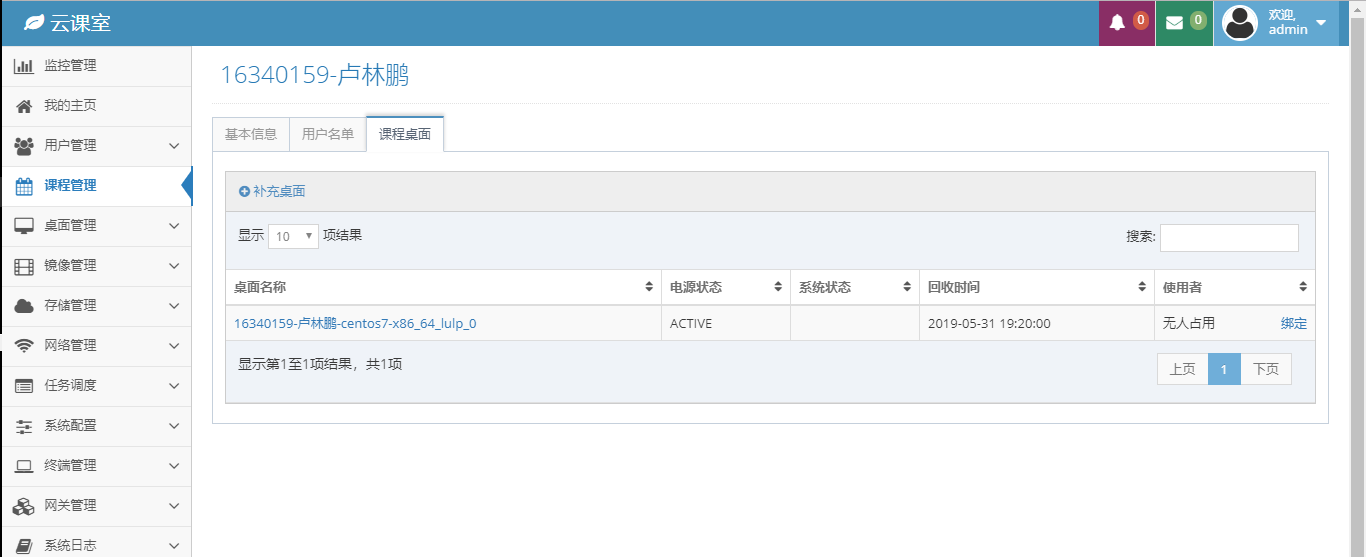 云课室
0
0
欢迎,
admin
监控管理
我的主页
用户管理
课程管理
桌面管理
镜像管理
存储管理
网络管理
任务调度
系统配置
终端管理
网关管理
系统日志
16340159-卢林鹏
基本信息 用户名单 课程桌面
补充桌面
显示 10 项结果 搜索:
桌面名称 电源状态 系统状态 回收时间 使用者
16340159-卢林鹏-centos7-x86_64_lulp_0 ACTIVE 2019-05-31 19:20:00 无人占用 绑定
显示第1至1项结果，共1项 上页 1 下页